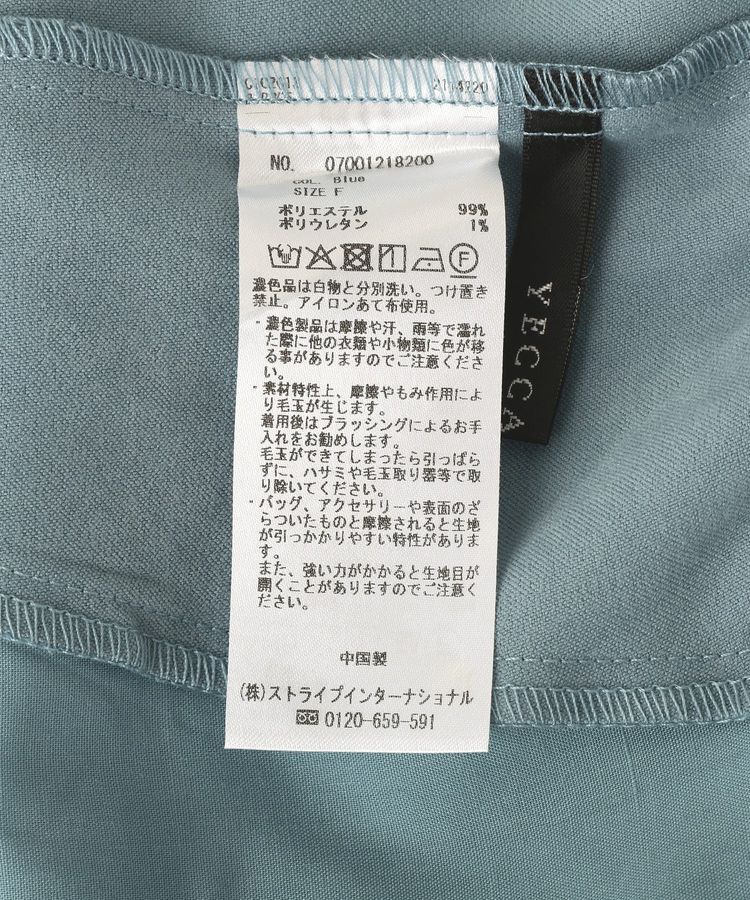 NO. 07001218200
COL. Blue
SIZE F
ポリエステル 99%
ポリウレタン 1%
F
濃色品は白物と分別洗い。つけ置き
禁止。アイロンあて布使用。
・濃色製品は摩擦や汗、雨等で濡れ
た際に他の衣類や小物類に色が移
る事がありますのでご注意くださ
い。
・素材特性上、摩擦やもみ作用によ
り毛玉が生じます。
着用後はブラッシングによるお手
入れをお勧めします。
毛玉ができてしまったら引っぱら
ずに、ハサミや毛玉取り器等で取
り除いてください。
・バッグ、アクセサリーや表面のざ
らついたものと摩擦されると生地
が引っかかりやすい特性がありま
す。
また、強い力がかかると生地目が
開くことがありますのでご注意く
ださい。
中国製
(株)ストライプインターナショナル
0120-659-591
YECCA